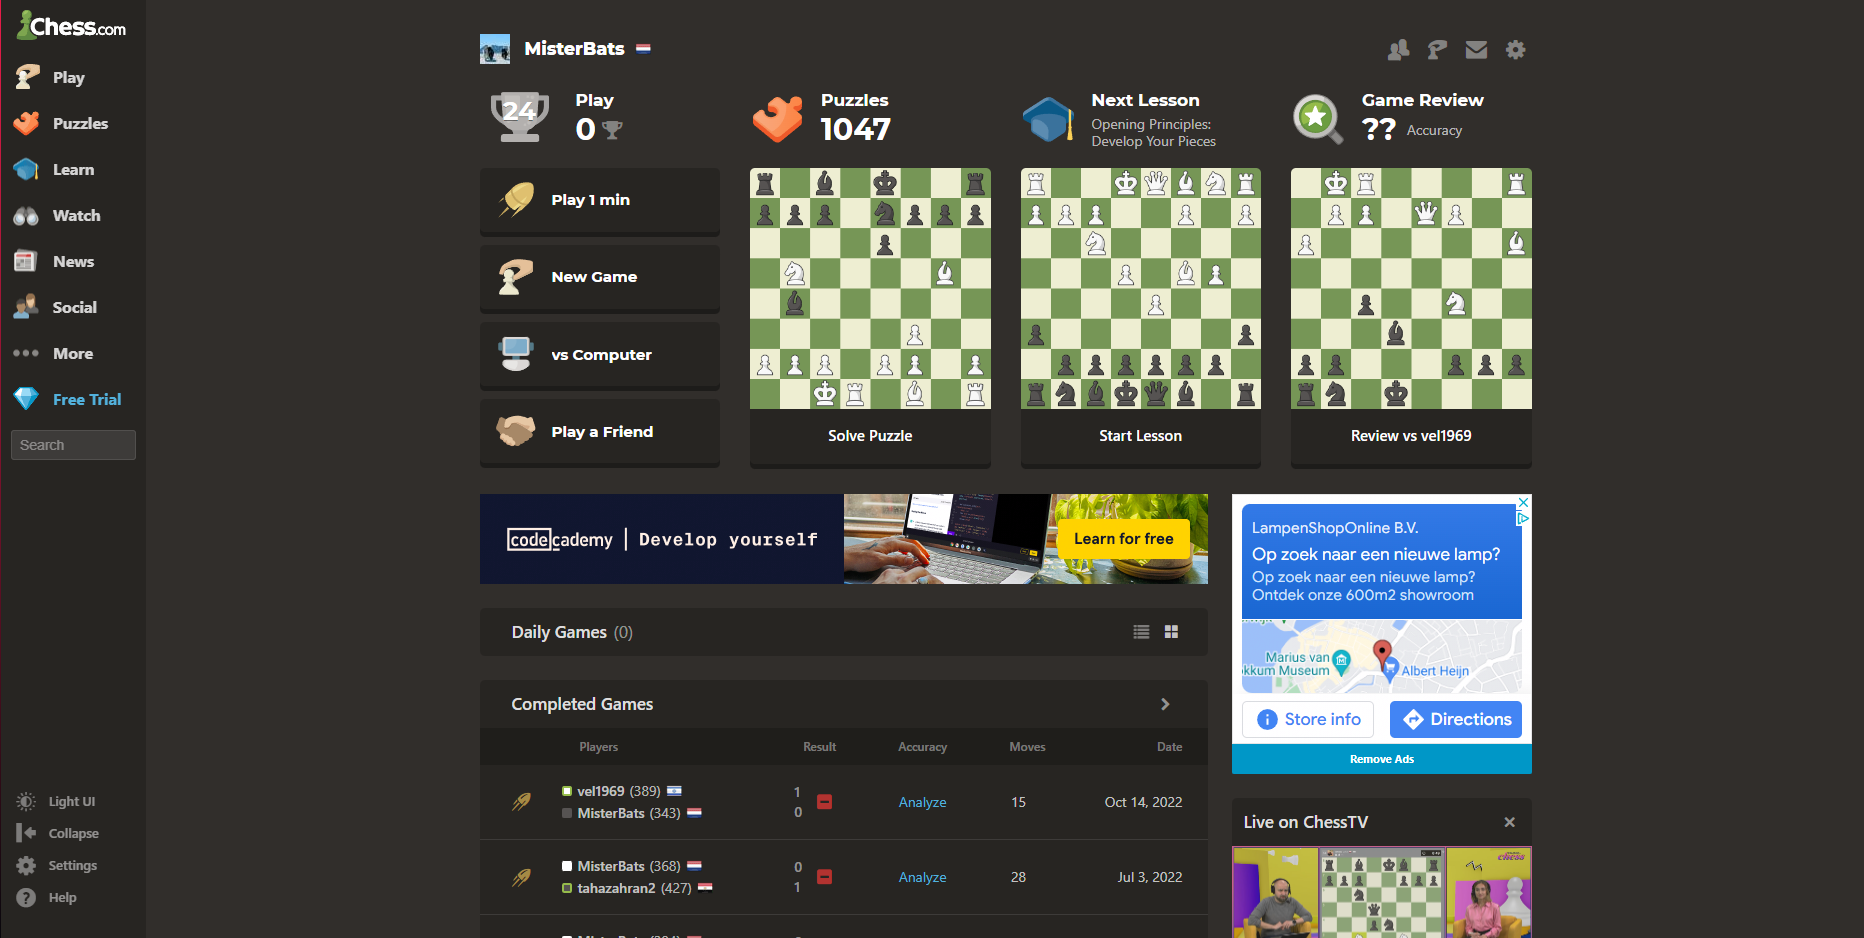 Chess.com
Play
Puzzles
Learn
Watch
News
Social
More
Free Trial
Search
Light UI
Collapse
Settings
Help
MisterBats
24
Play
0
Puzzles
1047
Next Lesson
Opening Principles:
Develop Your Pieces
Game Review
?? Accuracy
Play 1 min
New Game
vs Computer
Play a Friend
Solve Puzzle
Start Lesson
Review vs vel1969
codecademy | Develop yourself
Learn for free
LampenShopOnline B.V.
Op zoek naar een nieuwe lamp?
Op zoek naar een nieuwe lamp?
Ontdek onze 600m2 showroom
Marius van
okkum Museum
Albert Heijn
Store info
Directions
Remove Ads
Daily Games (0)
Completed Games
Players Result Accuracy Moves Date
vel1969 (389) 1
MisterBats (343) 0
Analyze 15 Oct 14, 2022
MisterBats (368) 0
tahazahran2 (427) 1
Analyze 28 Jul 3, 2022
Live on ChessTV
chess